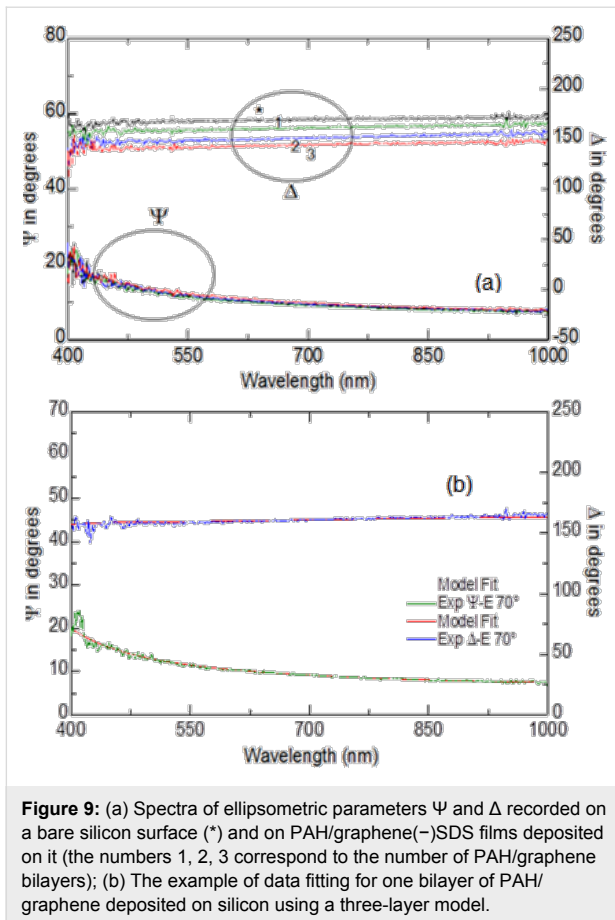 80
250
*
60
200
1
150
2 3
40
100
Δ
Ψ in degrees
Δ in degrees
Ψ
50
20
(a)
0
0
-50
400 550 700 850 1000
Wavelength (nm)
70
250
60
(b)
200
50
40
150
Ψ in degrees
Δ in degrees
30
Model Fit
100
Exp Ψ-E 70°
20
Model Fit
Exp Δ-E 70°
50
10
0
0
400 550 700 850 1000
Wavelength (nm)
Figure 9: (a) Spectra of ellipsometric parameters Ψ and Δ recorded on
a bare silicon surface (*) and on PAH/graphene(−)SDS films deposited
on it (the numbers 1, 2, 3 correspond to the number of PAH/graphene
bilayers); (b) The example of data fitting for one bilayer of PAH/
graphene deposited on silicon using a three-layer model.